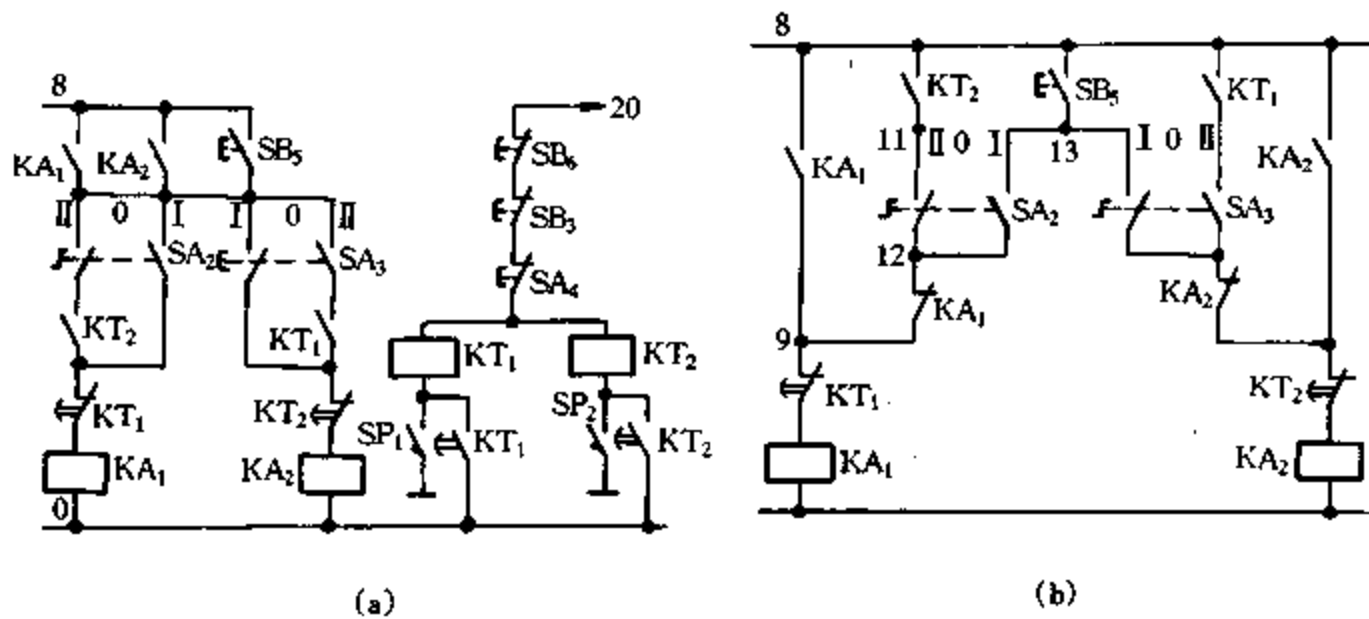 8
KA₁
KA₂
SB₅
II 0 I I 0 II
SA₂
SA₃
KT₂
KT₁
KT₁
KT₂
KA₁
KA₂
0
20
SB₆
SB₃
SA₄
KT₁
KT₂
SP₁
KT₁
SP₂
KT₂
(a)
8
KT₂
SB₅
KT₁
11 II 0 I 13 I 0 II
KA₁
KA₂
SA₂
SA₃
12
KA₁
KA₂
9
KT₁
KT₂
KA₁
KA₂
(b)